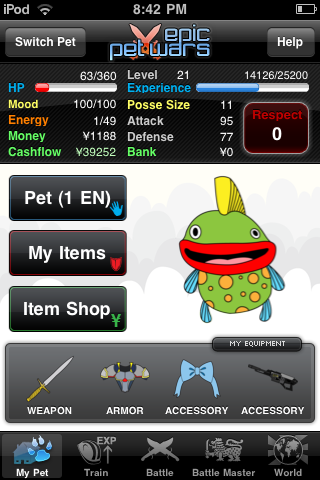 iPod 8:42 PM
Switch Pet
epic
pet wars
Help
63/360
HP
Level 21 14126/25200
Experience
Mood 100/100
Energy 1/49
Money ¥1188
Cashflow ¥39252
Posse Size 11
Attack 95
Defense 77
Bank ¥0
Respect
0
Pet (1 EN)
My Items
Item Shop
¥
MY EQUIPMENT
WEAPON
ARMOR
ACCESSORY
ACCESSORY
EXP
My Pet
Train
Battle
Battle Master
World